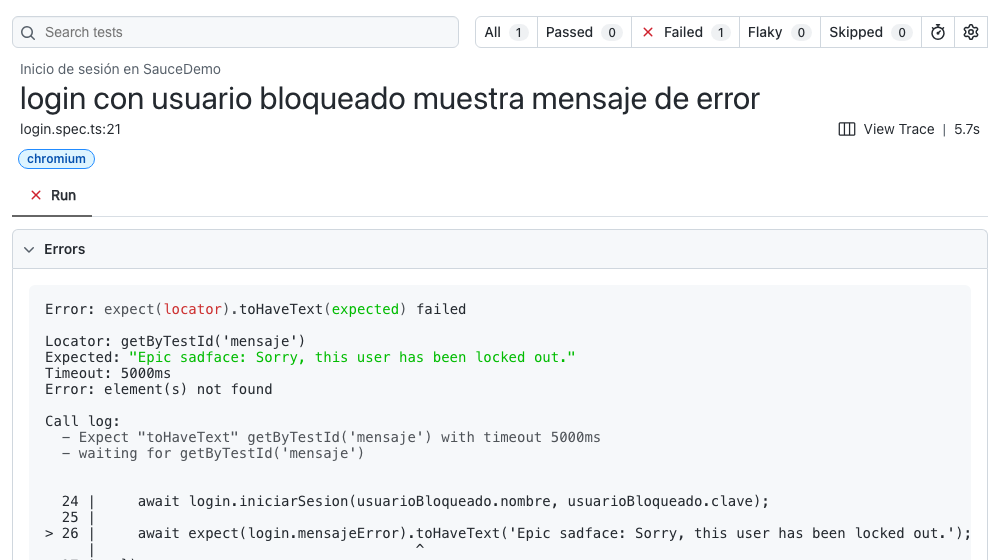 Search tests
All 1 Passed 0 Failed 1 Flaky 0 Skipped 0
Inicio de sesión en SauceDemo
login con usuario bloqueado muestra mensaje de error
login.spec.ts:21
View Trace | 5.7s
chromium
Run
Errors
Error: expect(locator).toHaveText(expected) failed
Locator: getByTestId('mensaje')
Expected: "Epic sadface: Sorry, this user has been locked out."
Timeout: 5000ms
Error: element(s) not found
Call log:
– Expect "toHaveText" getByTestId('mensaje') with timeout 5000ms
– waiting for getByTestId('mensaje')
24 | await login.iniciarSesion(usuarioBloqueado.nombre, usuarioBloqueado.clave);
25 |
> 26 | await expect(login.mensajeError).toHaveText('Epic sadface: Sorry, this user has been locked out.');
| ^